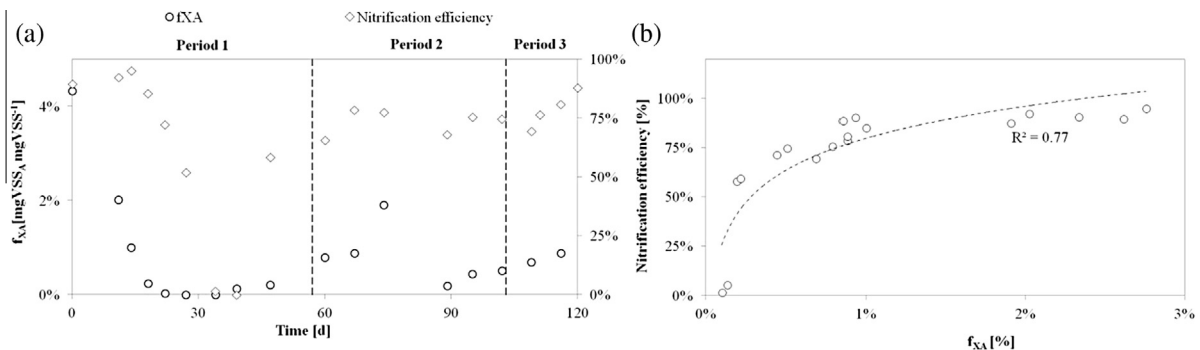 fXA
Nitrification efficiency
(a)
Period 1
Period 2
Period 3
100%
75%
50%
25%
0%
4%
2%
0%
fXA[mgVSSA mgVSS-1]
0
30
60
90
120
Time [d]
(b)
100%
75%
50%
25%
0%
Nitrification efficiency [%]
R² = 0.77
0%
1%
2%
3%
fXA [%]